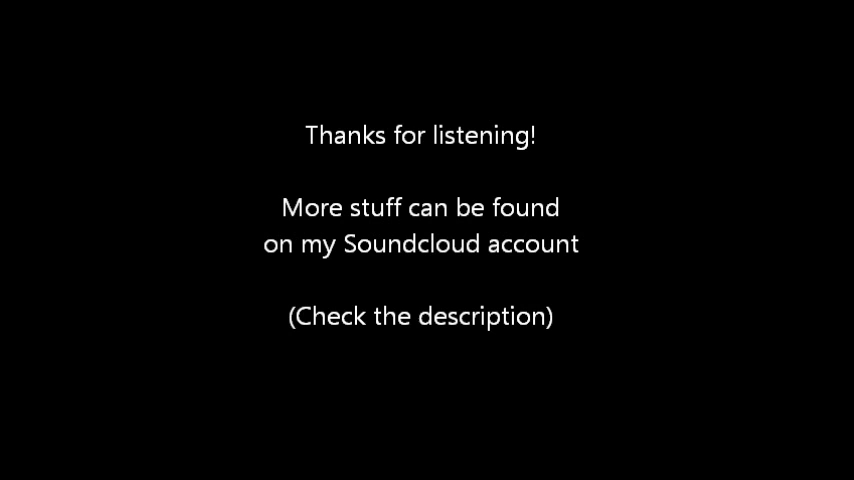 Thanks for listening!
More stuff can be found
on my Soundcloud account
(Check the description)